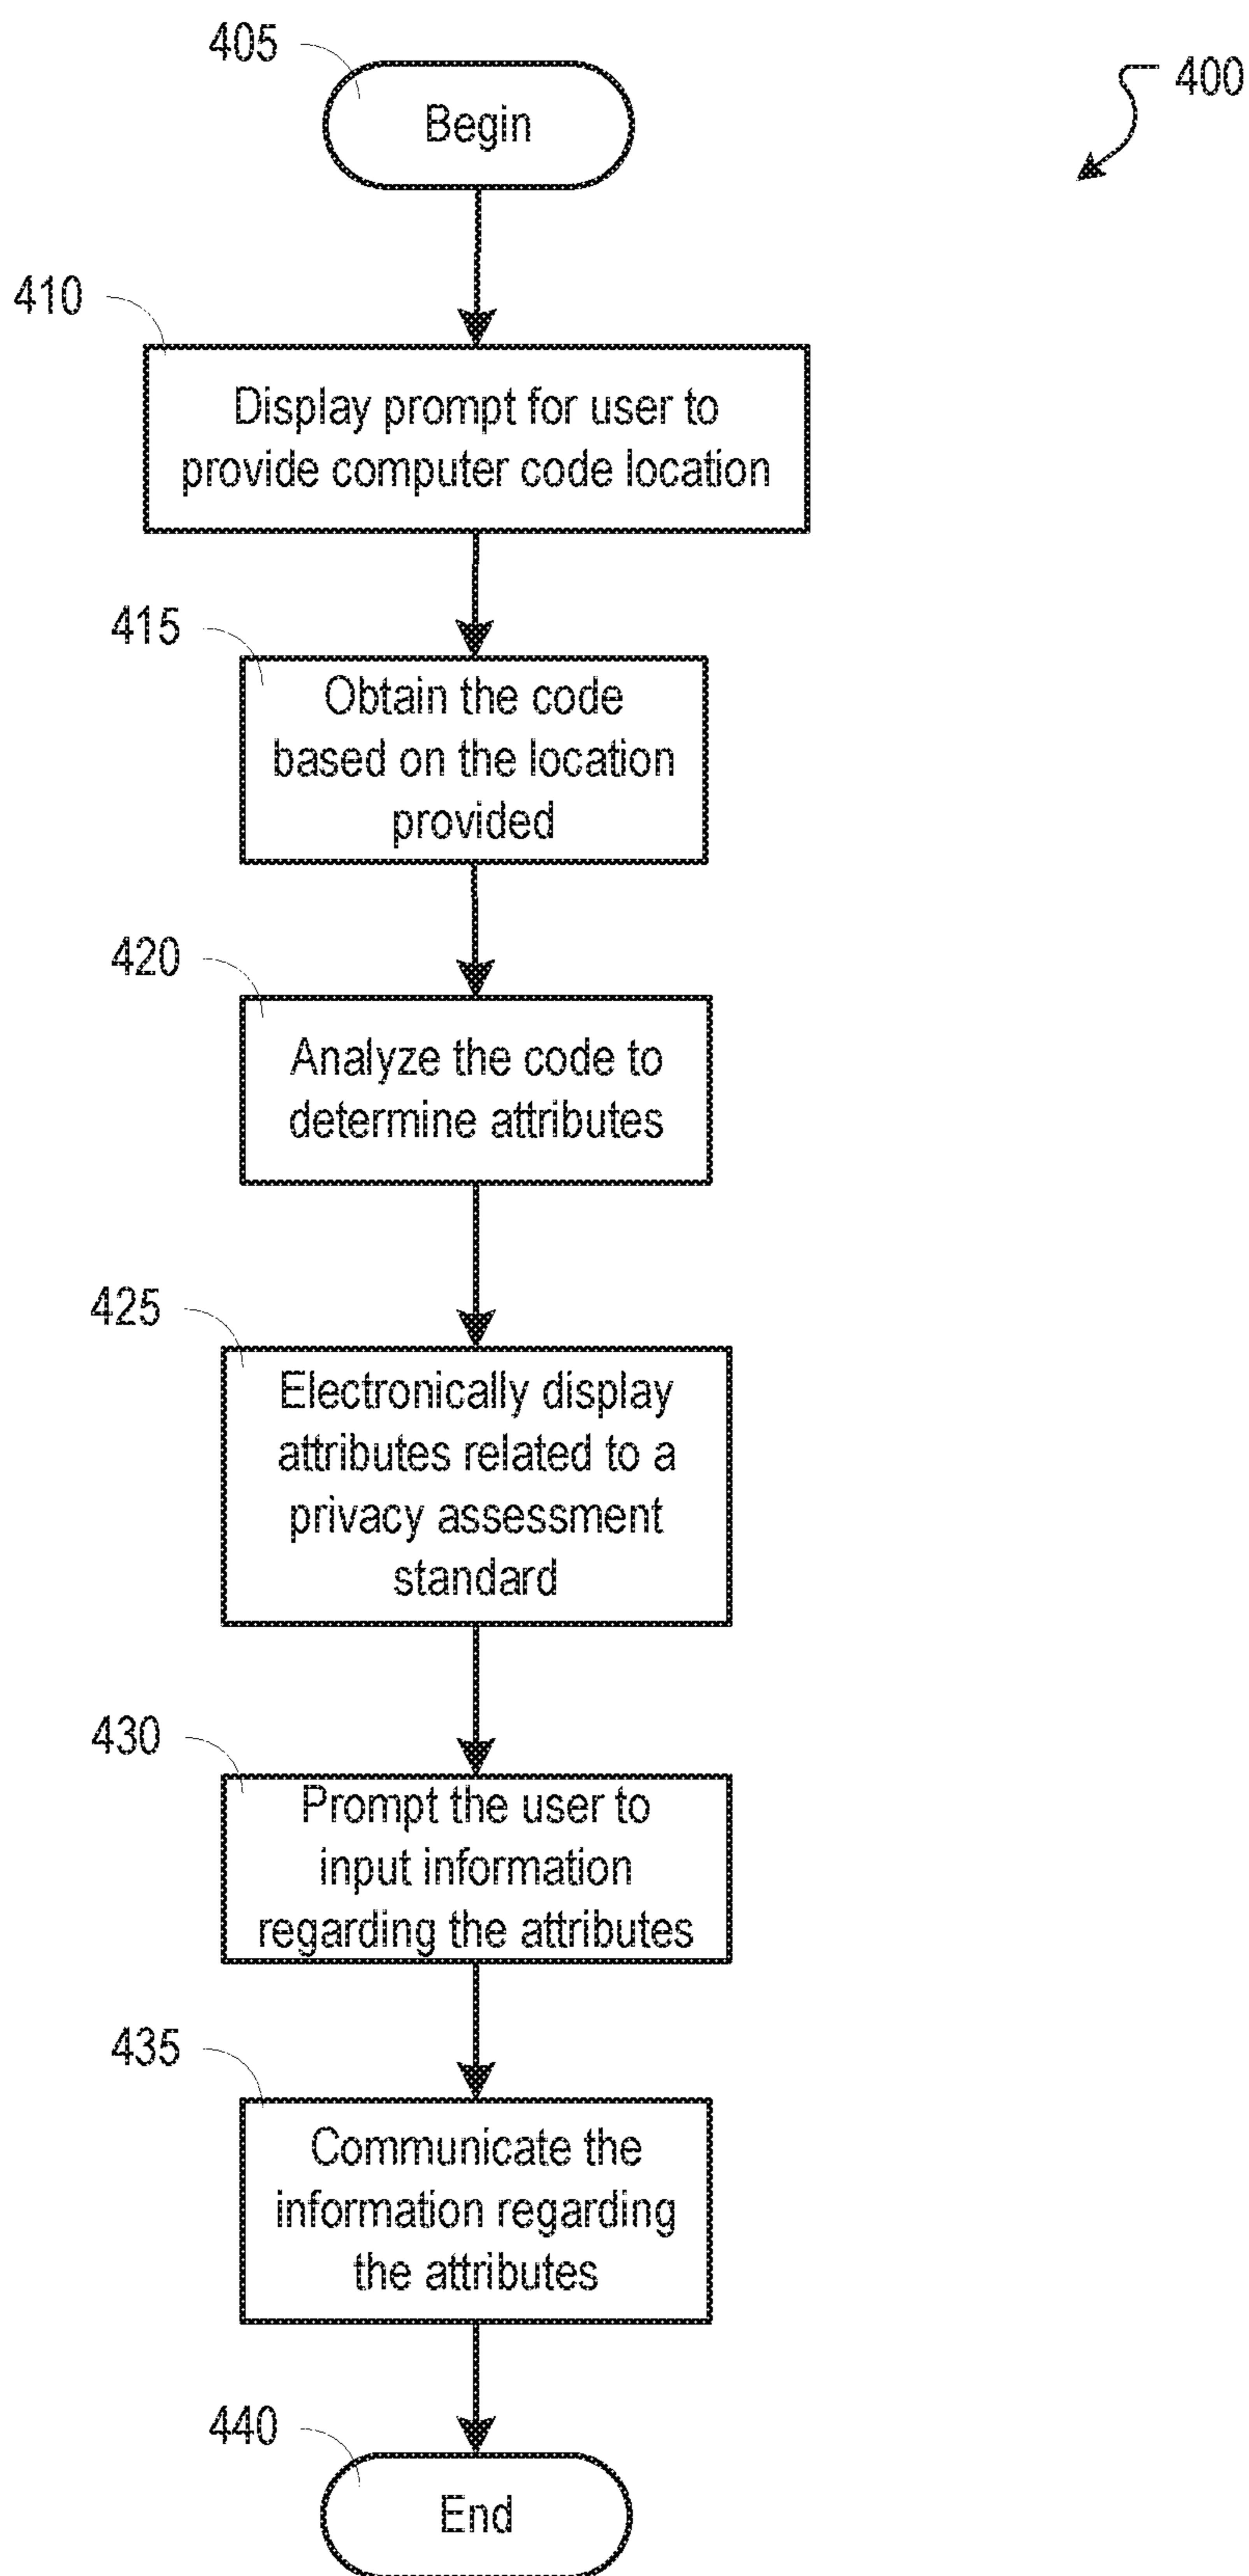 405
Begin
400
410
Display prompt for user to
provide computer code location
415
Obtain the code
based on the location
provided
420
Analyze the code to
determine attributes
425
Electronically display
attributes related to a
privacy assessment
standard
430
Prompt the user to
input information
regarding the attributes
435
Communicate the
information regarding
the attributes
440
End